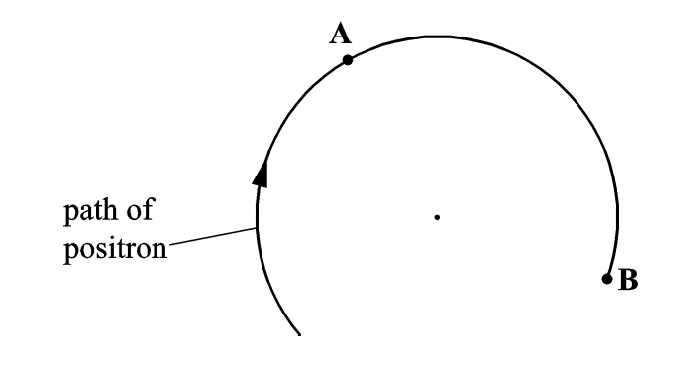 A
path of
positron
B